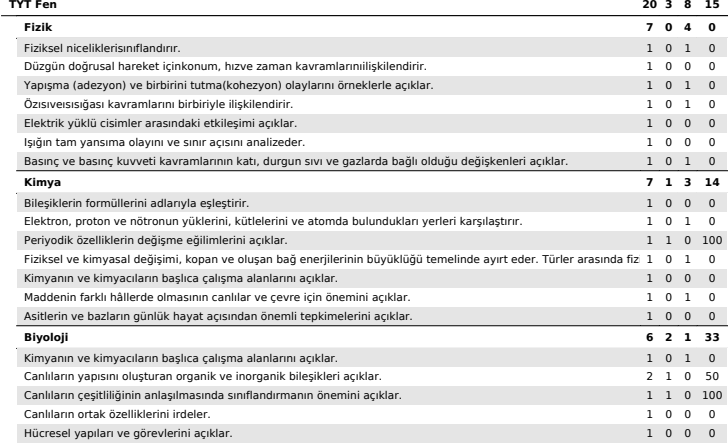 TYT Fen 20 3 8 15
Fizik 7 0 4 0
Fiziksel niceliklerisınıflandırır. 1 0 1 0
Düzgün doğrusal hareket içinkonum, hızve zaman kavramlarınıilişkilendirir. 1 0 0 0
Yapışma (adezyon) ve birbirini tutma(kohezyon) olaylarını örneklerle açıklar. 1 0 1 0
Özısıveısısığası kavramlarını birbiriyle ilişkilendirir. 1 0 1 0
Elektrik yüklü cisimler arasındaki etkileşimi açıklar. 1 0 0 0
Işığın tam yansıma olayını ve sınır açısını analizeder. 1 0 0 0
Basınç ve basınç kuvveti kavramlarının katı, durgun sıvı ve gazlarda bağlı olduğu değişkenleri açıklar. 1 0 1 0
Kimya 7 1 3 14
Bileşiklerin formüllerini adlarıyla eşleştirir. 1 0 0 0
Elektron, proton ve nötronun yüklerini, kütlelerini ve atomda bulundukları yerleri karşılaştırır. 1 0 1 0
Periyodik özelliklerin değişme eğilimlerini açıklar. 1 1 0 100
Fiziksel ve kimyasal değişimi, kopan ve oluşan bağ enerjilerinin büyüklüğü temelinde ayırt eder. Türler arasında fizi 1 0 1 0
Kimyanın ve kimyacıların başlıca çalışma alanlarını açıklar. 1 0 0 0
Maddenin farklı hâllerde olmasının canlılar ve çevre için önemini açıklar. 1 0 1 0
Asitlerin ve bazların günlük hayat açısından önemli tepkimelerini açıklar. 1 0 0 0
Biyoloji 6 2 1 33
Kimyanın ve kimyacıların başlıca çalışma alanlarını açıklar. 1 0 1 0
Canlıların yapısını oluşturan organik ve inorganik bileşikleri açıklar. 2 1 0 50
Canlıların çeşitliliğinin anlaşılmasında sınıflandırmanın önemini açıklar. 1 1 0 100
Canlıların ortak özelliklerini irdeler. 1 0 0 0
Hücresel yapıları ve görevlerini açıklar. 1 0 0 0